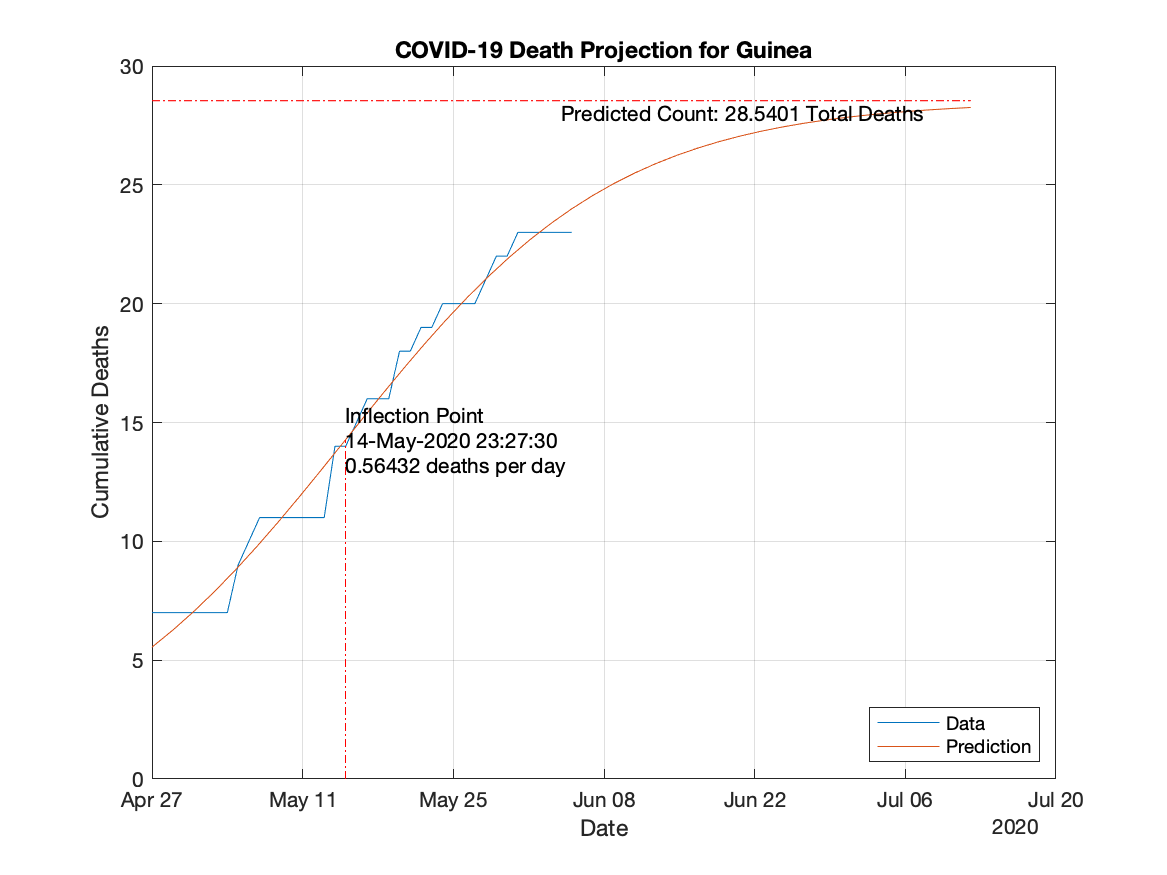 COVID-19 Death Projection for Guinea
30
Predicted Count: 28.5401 Total Deaths
25
20
Inflection Point
15
14-May-2020 23:27:30
0.56432 deaths per day
10
5
0
Cumulative Deaths
Data
Prediction
Apr 27 May 11 May 25 Jun 08 Jun 22 Jul 06 Jul 20
Date
2020